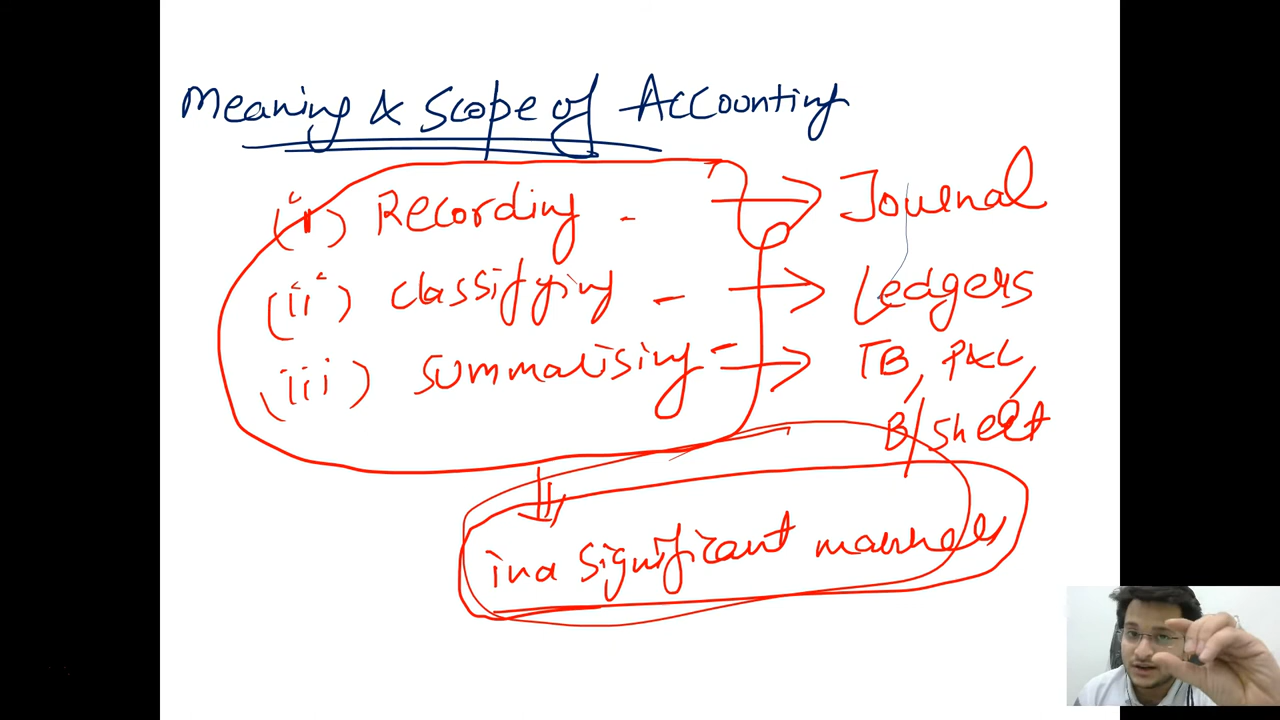 Meaning & Scope of Accounting
(i) Recording - → Journal
(ii) classifying - → Ledgers
(iii) summarising - → TB, P&L,
B/Sheet
in a significant manner